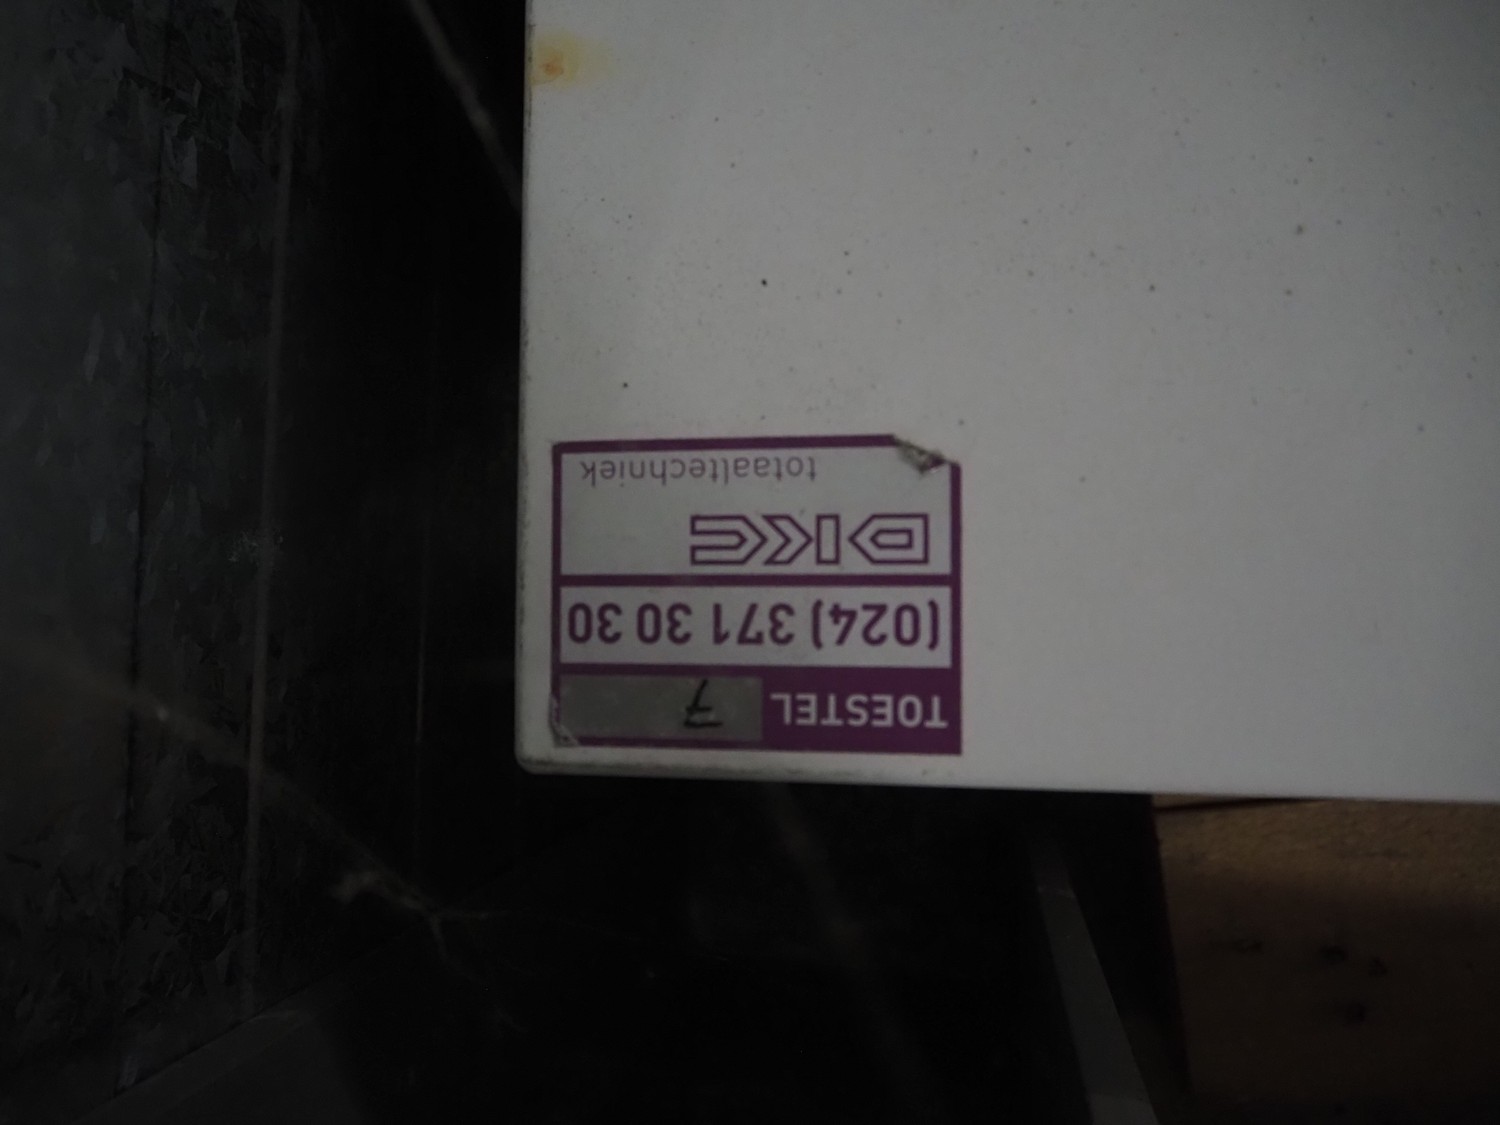 TOESTEL 7
(024) 371 30 30
DKC
totaaltechniek